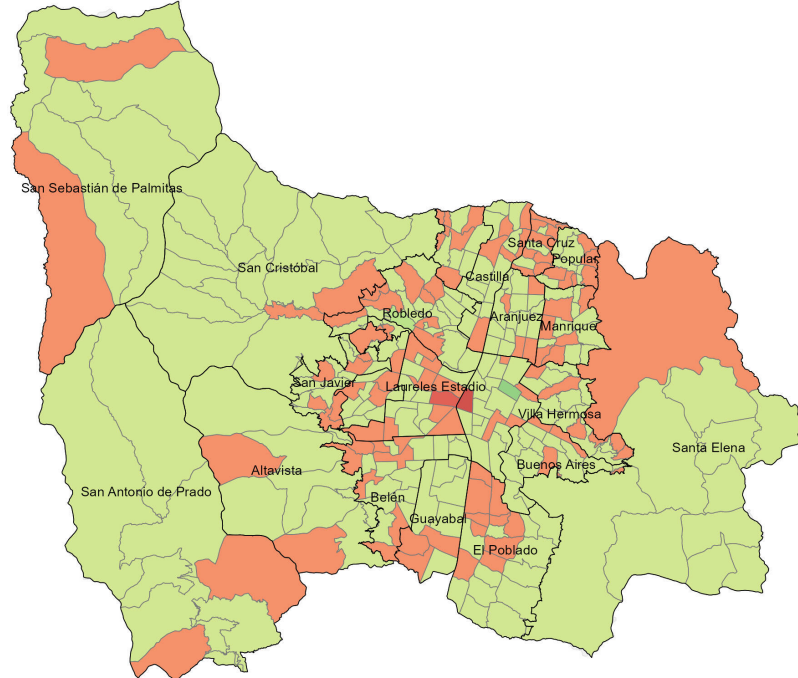 San Sebastián de Palmitas
Santa Cruz
Popular
San Cristóbal
Castilla
Robledo
Aranjuez
Manrique
San Javier
Laureles Estadio
Villa Hermosa
Santa Elena
Buenos Aires
Altavista
San Antonio de Prado
Belén
Guayabal
El Poblado